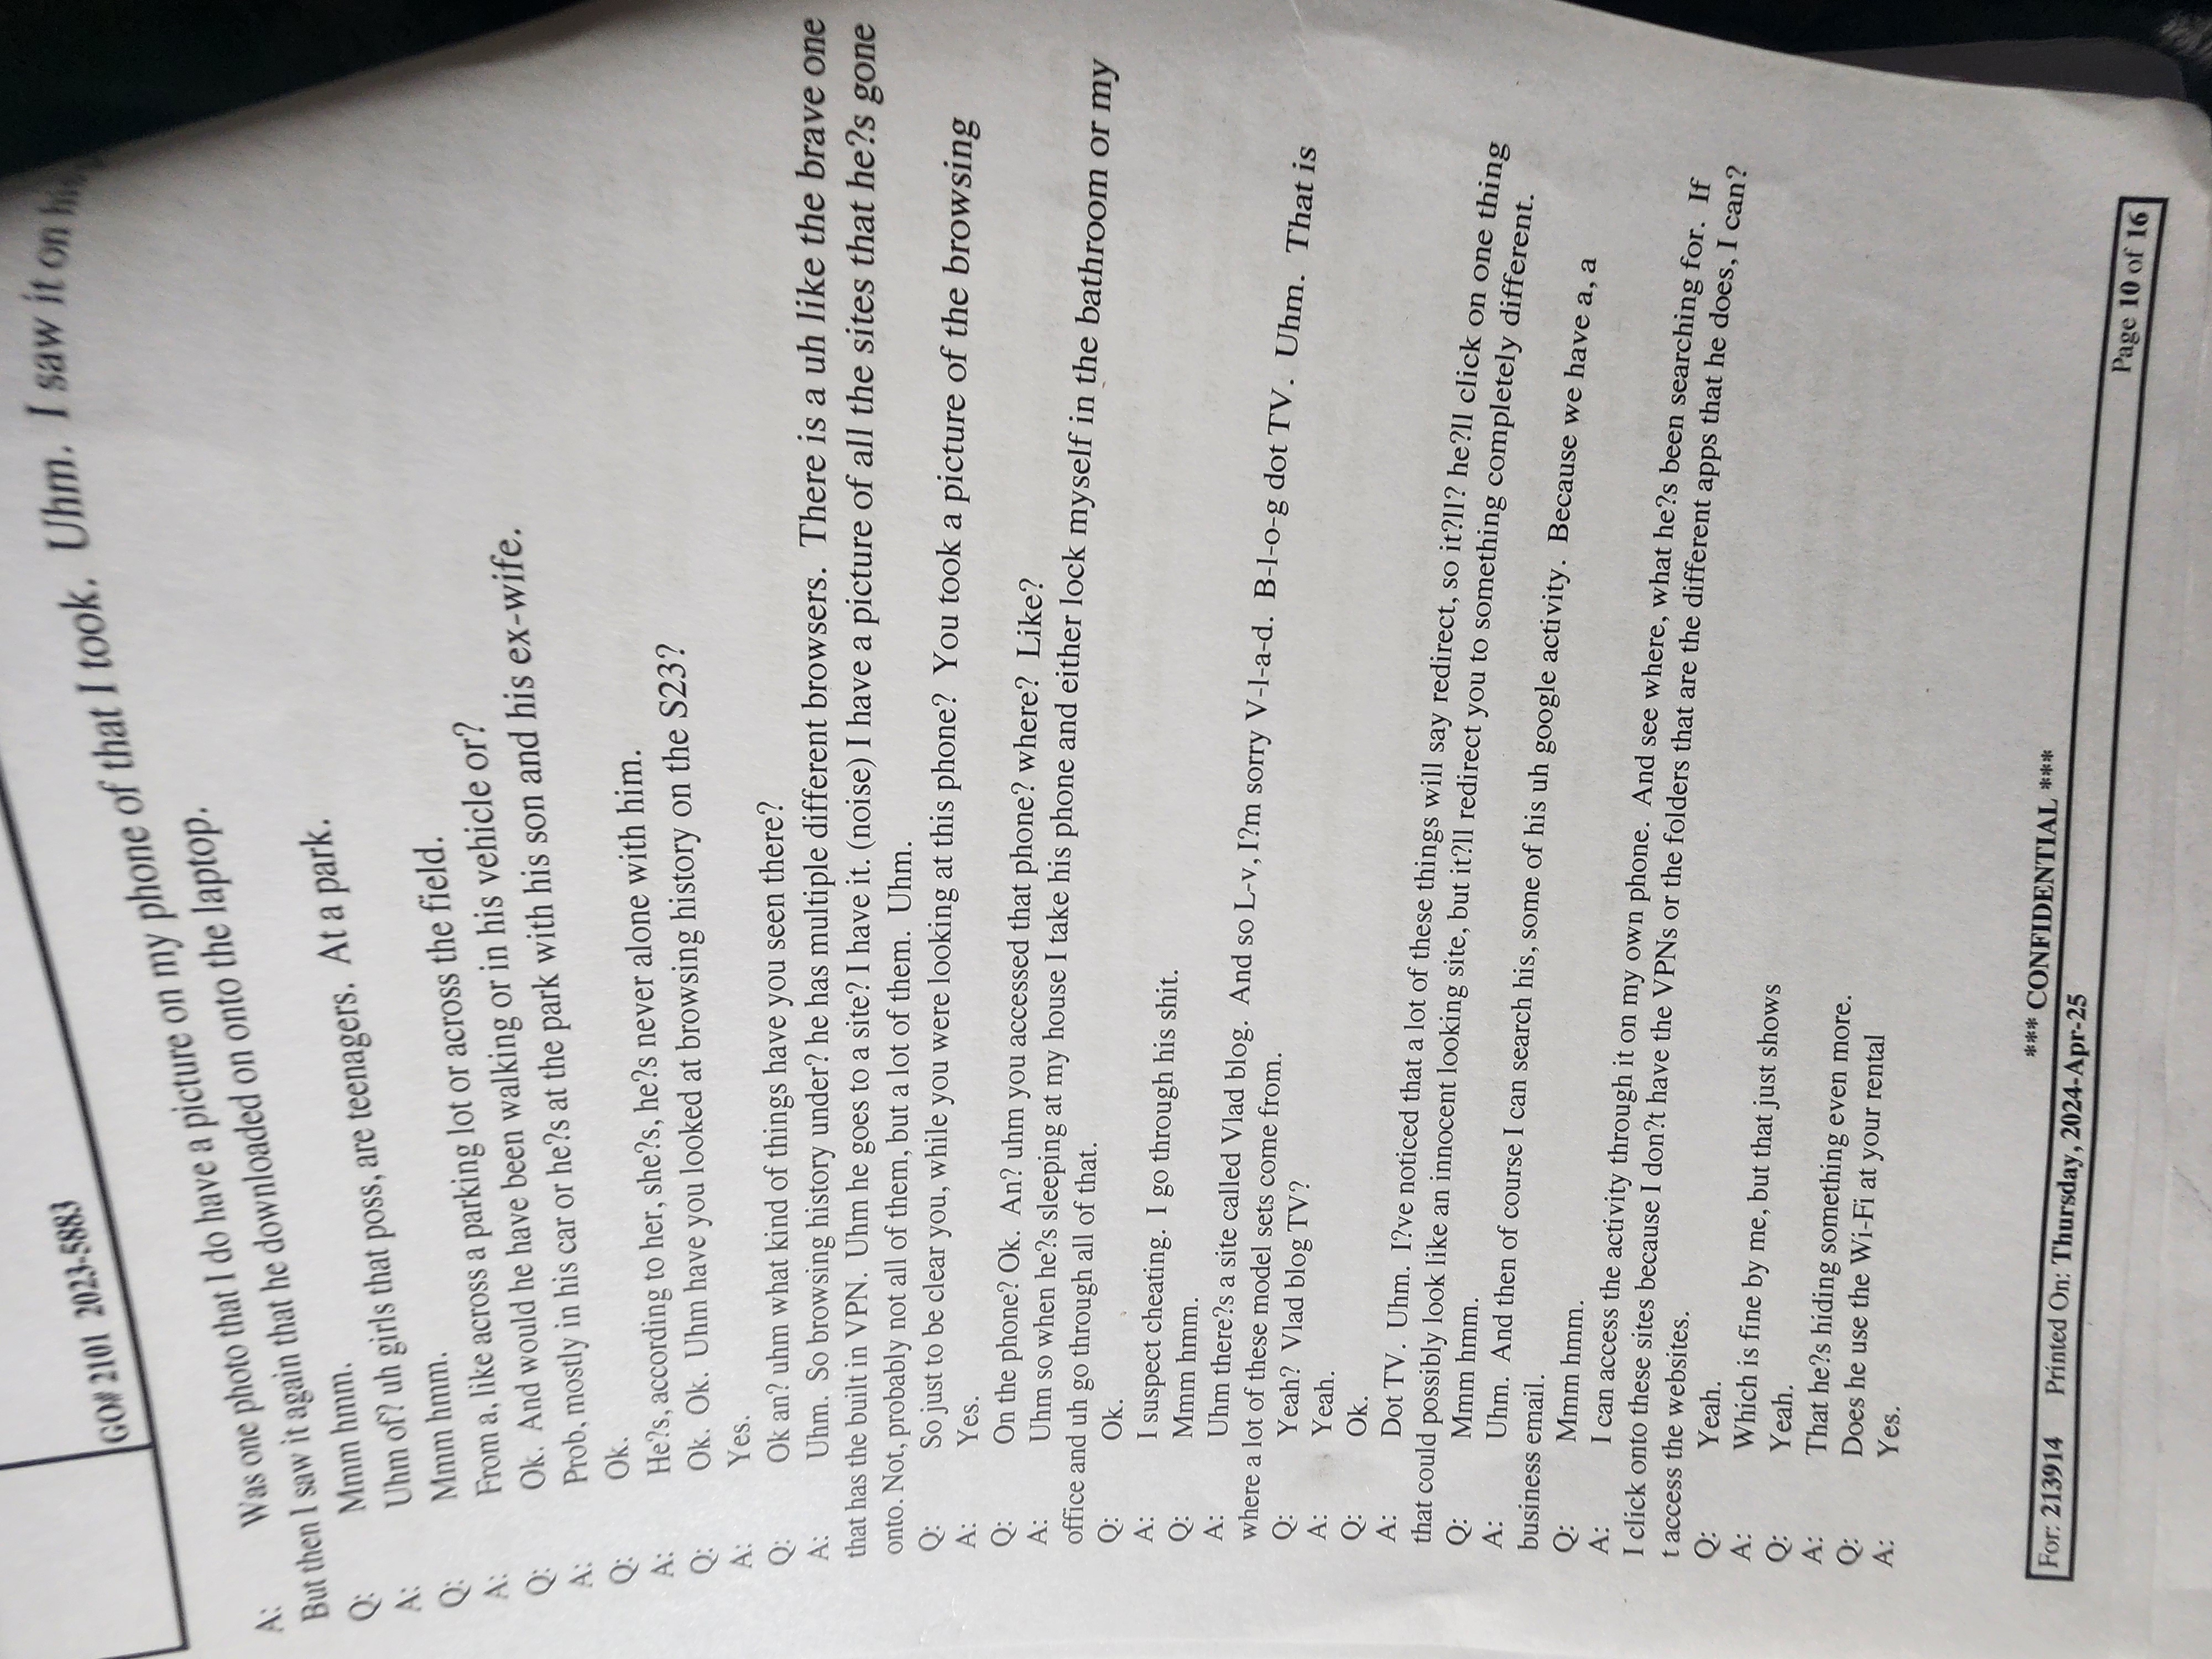 GO# 2101 2023-5883
A: Was one photo that I do have a picture on my phone of that I took. Uhm. I saw it on
But then I saw it again that he downloaded on onto the laptop.
Q: Mmm hmm.
A: Uhm of? uh girls that poss, are teenagers. At a park.
Q: Mmm hmm.
A: From a, like across a parking lot or across the field.
Q: Ok. And would he have been walking or in his vehicle or?
A: Prob, mostly in his car or he?s at the park with his son and his ex-wife.
Q: Ok.
A: He?s, according to her, she?s, he?s never alone with him.
Q: Ok. Ok. Uhm have you looked at browsing history on the S23?
A: Yes.
Q: Ok an? uhm what kind of things have you seen there?
A: Uhm. So browsing history under? he has multiple different browsers. There is a uh like the brave one
that has the built in VPN. Uhm he goes to a site? I have it. (noise) I have a picture of all the sites that he?s gone
onto. Not, probably not all of them, but a lot of them. Uhm.
Q: So just to be clear you, while you were looking at this phone? You took a picture of the browsing
A: Yes.
Q: On the phone? Ok. An? uhm you accessed that phone? where? Like?
A: Uhm so when he?s sleeping at my house I take his phone and either lock myself in the bathroom or my
office and uh go through all of that.
Q: Ok.
A: I suspect cheating. I go through his shit.
Q: Mmm hmm.
A: Uhm there?s a site called Vlad blog. And so L-v, I?m sorry V-l-a-d. B-l-o-g dot TV. Uhm. That is
where a lot of these model sets come from.
Q: Yeah? Vlad blog TV?
A: Yeah.
Q: Ok.
A: Dot TV. Uhm. I?ve noticed that a lot of these things will say redirect, so it?ll? he?ll click on one thing
that could possibly look like an innocent looking site, but it?ll redirect you to something completely different.
Q: Mmm hmm.
A: Uhm. And then of course I can search his, some of his uh google activity. Because we have a, a
business email.
Q: Mmm hmm.
A: I can access the activity through it on my own phone. And see where, what he?s been searching for. If
I click onto these sites because I don?t have the VPNs or the folders that are the different apps that he does, I can?
t access the websites.
Q: Yeah.
A: Which is fine by me, but that just shows
Q: Yeah.
A: That he?s hiding something even more.
Q: Does he use the Wi-Fi at your rental
A: Yes.
*** CONFIDENTIAL ***
For: 213914 Printed On: Thursday, 2024-Apr-25
Page 10 of 16